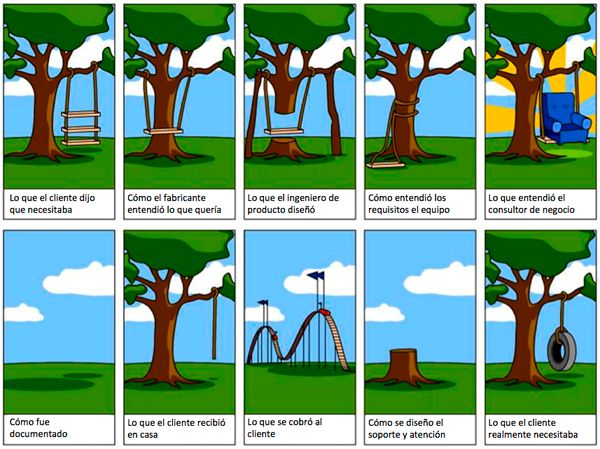 Lo que el cliente dijo
que necesitaba
Cómo el fabricante
entendió lo que quería
Lo que el ingeniero de
producto diseñó
Cómo entendió los
requisitos el equipo
Lo que entendió el
consultor de negocio
Cómo fue
documentado
Lo que el cliente recibió
en casa
Lo que se cobró al
cliente
Cómo se diseño el
soporte y atención
Lo que el cliente
realmente necesitaba